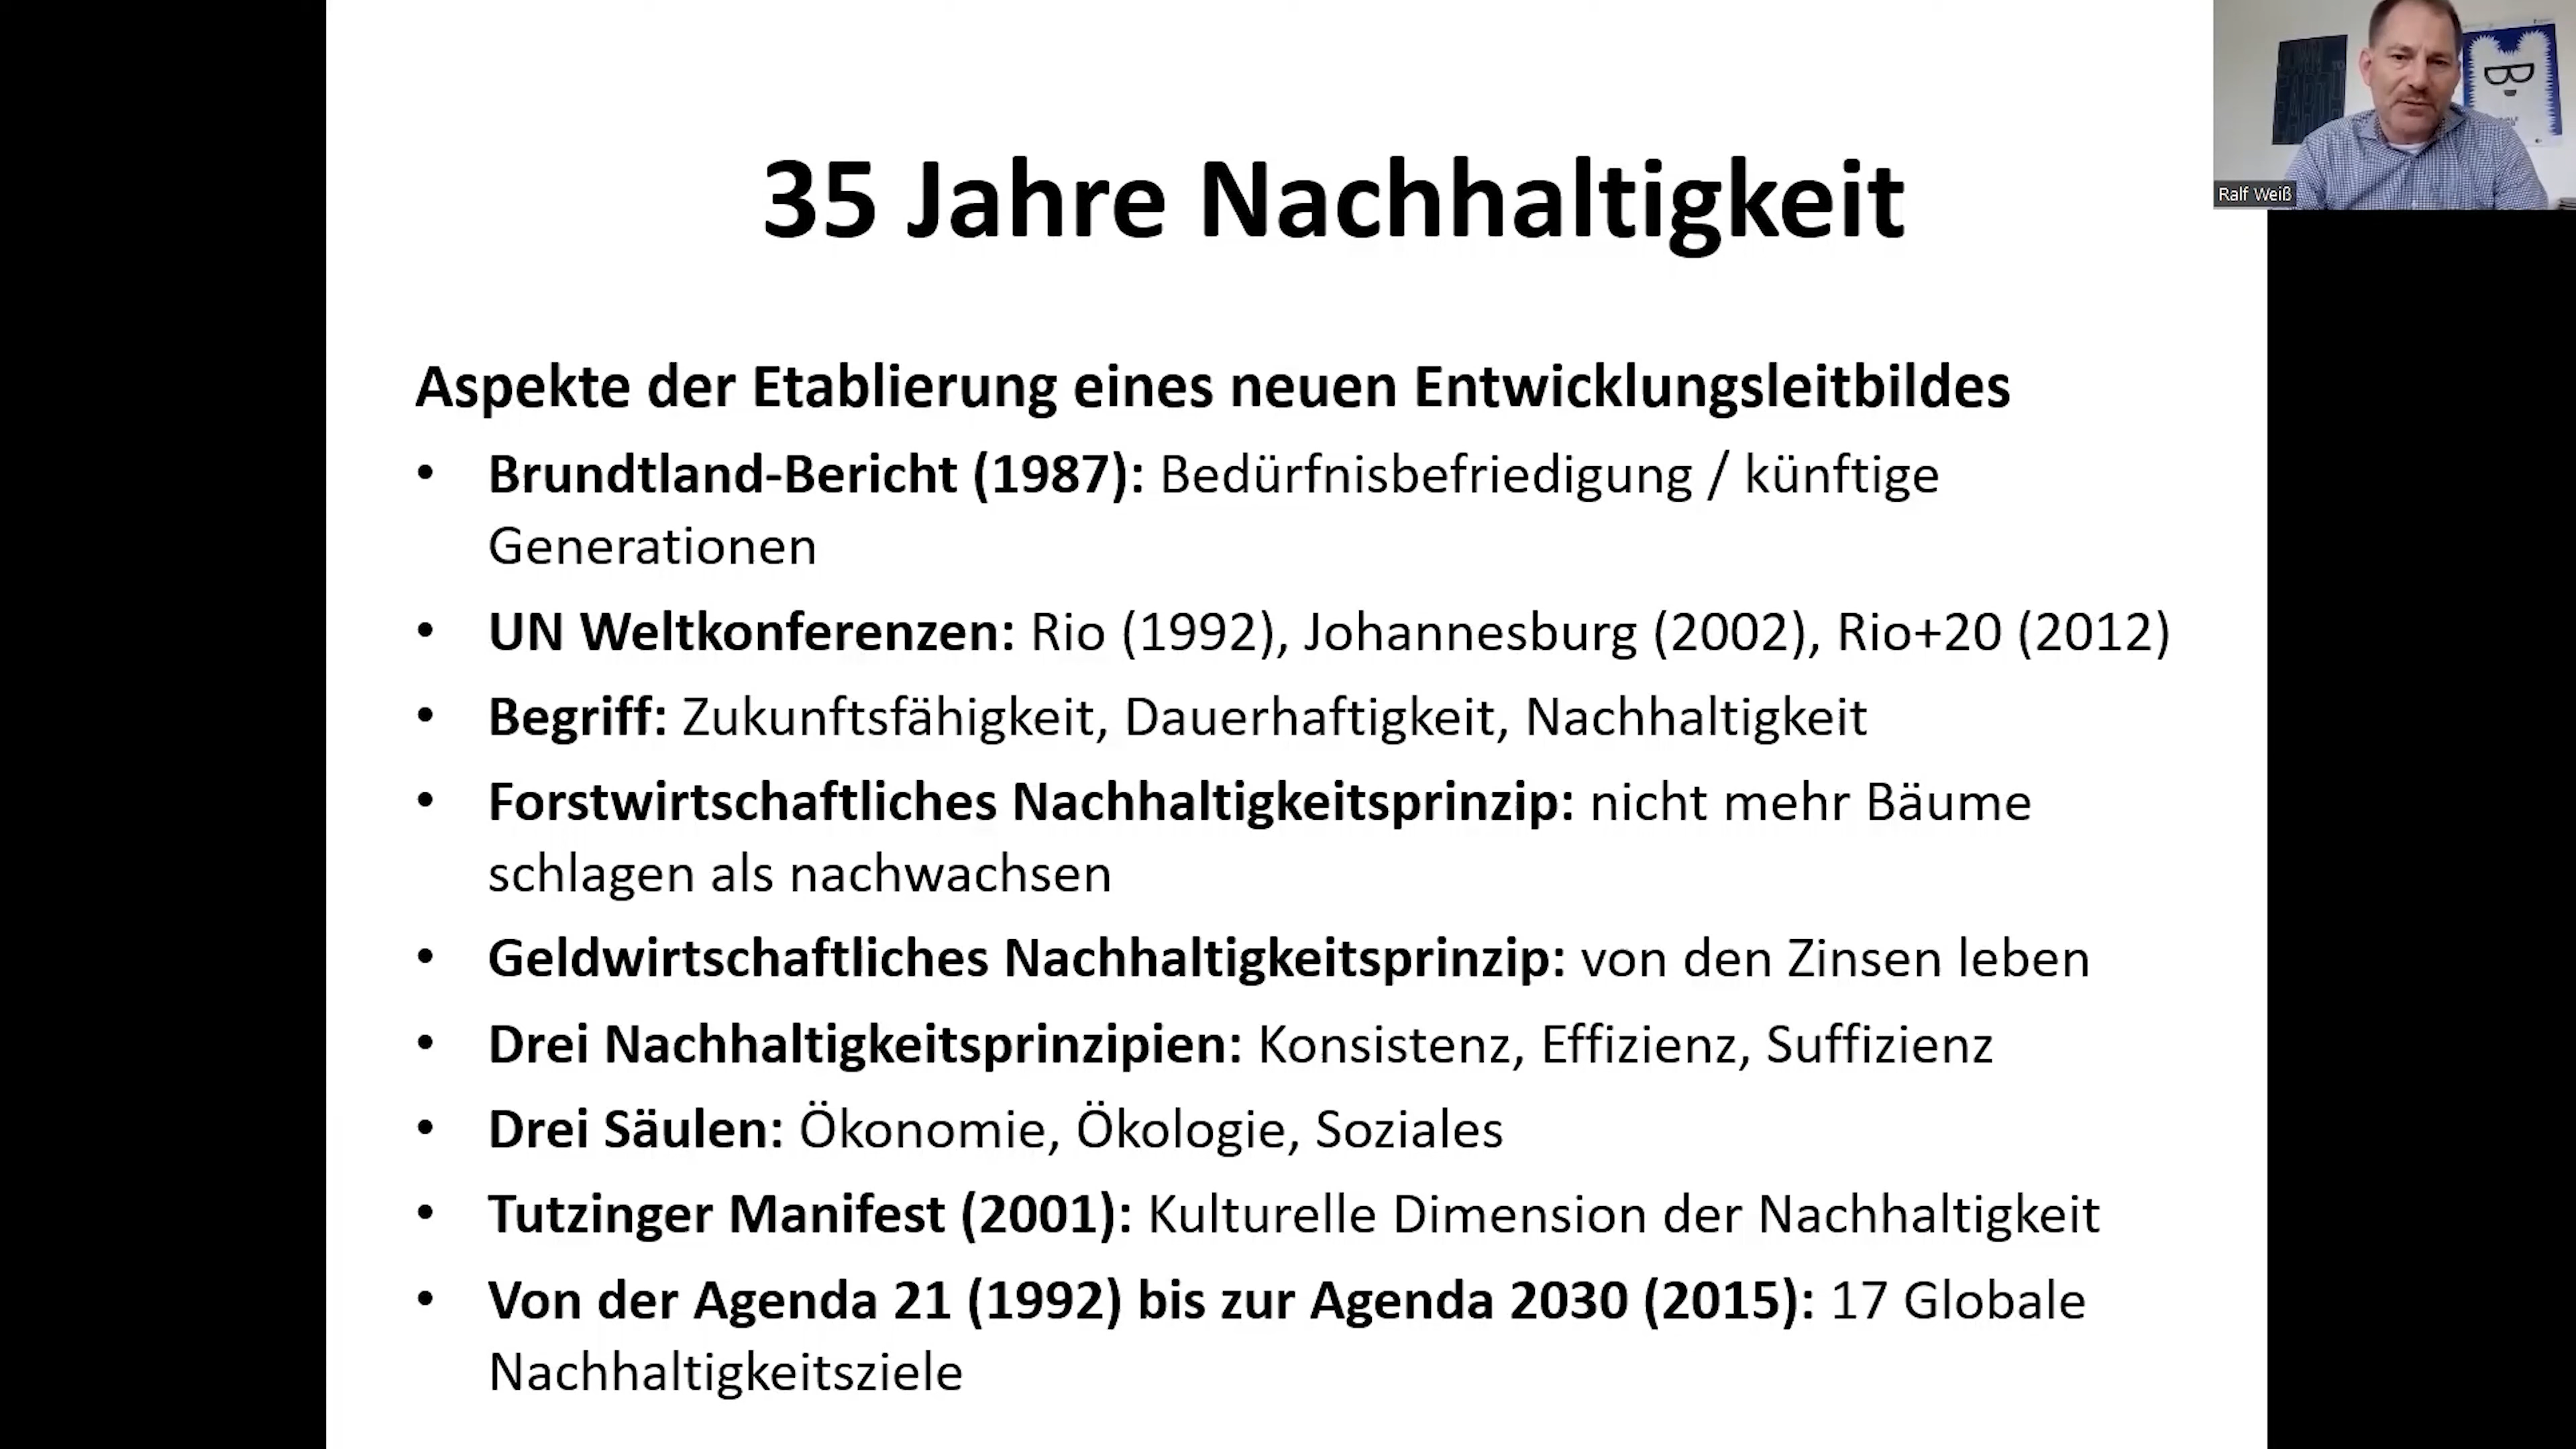 35 Jahre Nachhaltigkeit
Ralf Weiß
Aspekte der Etablierung eines neuen Entwicklungsleitbildes
• Brundtland-Bericht (1987): Bedürfnisbefriedigung / künftige
Generationen
• UN Weltkonferenzen: Rio (1992), Johannesburg (2002), Rio+20 (2012)
• Begriff: Zukunftsfähigkeit, Dauerhaftigkeit, Nachhaltigkeit
• Forstwirtschaftliches Nachhaltigkeitsprinzip: nicht mehr Bäume
schlagen als nachwachsen
• Geldwirtschaftliches Nachhaltigkeitsprinzip: von den Zinsen leben
• Drei Nachhaltigkeitsprinzipien: Konsistenz, Effizienz, Suffizienz
• Drei Säulen: Ökonomie, Ökologie, Soziales
• Tutzinger Manifest (2001): Kulturelle Dimension der Nachhaltigkeit
• Von der Agenda 21 (1992) bis zur Agenda 2030 (2015): 17 Globale
Nachhaltigkeitsziele